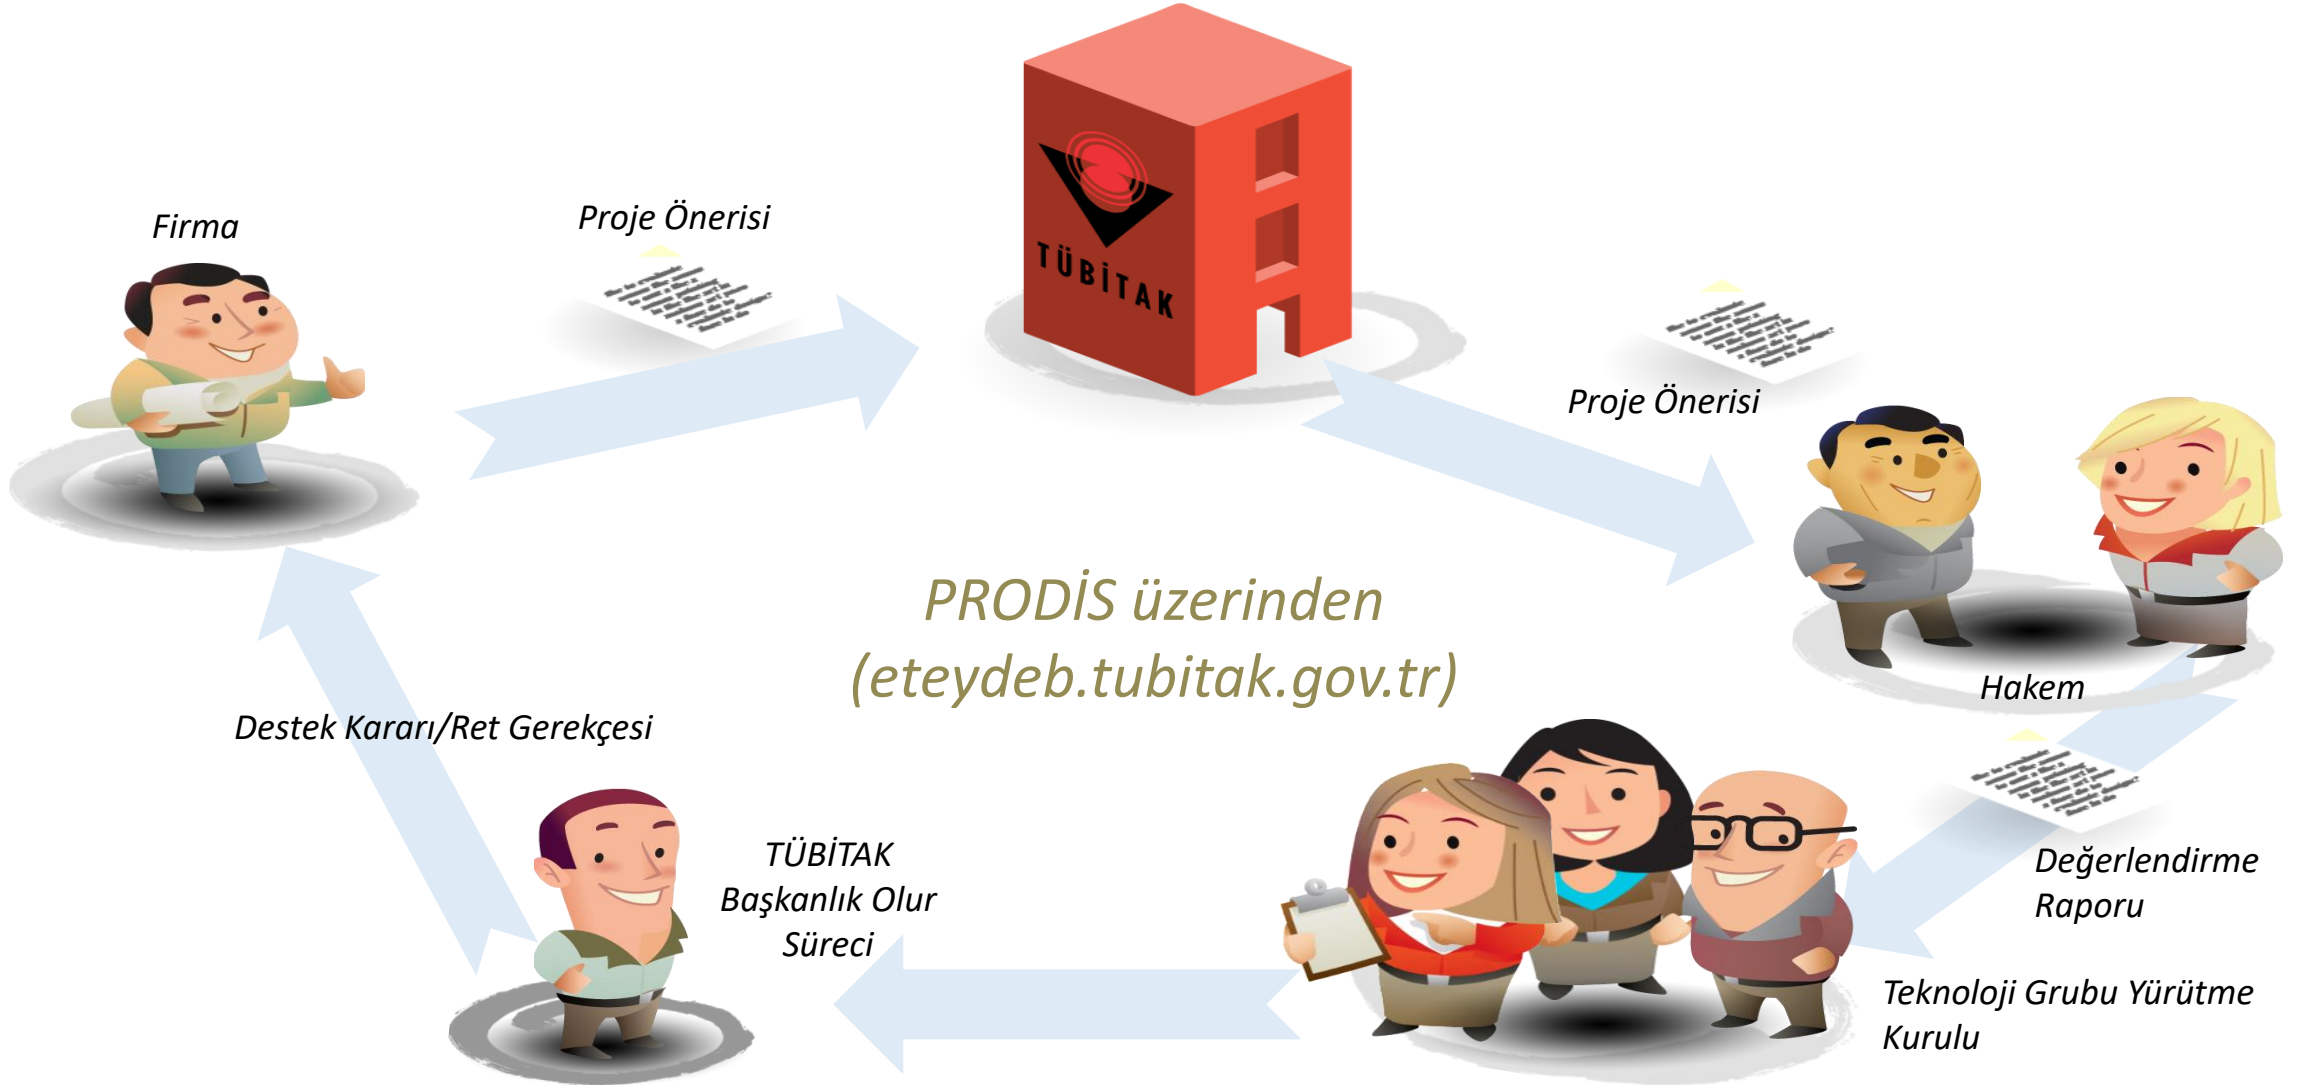 Firma
Proje Önerisi
TÜBİTAK
Proje Önerisi
PRODİS üzerinden
(eteydeb.tubitak.gov.tr)
Hakem
Destek Kararı/Ret Gerekçesi
TÜBİTAK
Başkanlık Olur
Süreci
Değerlendirme
Raporu
Teknoloji Grubu Yürütme
Kurulu